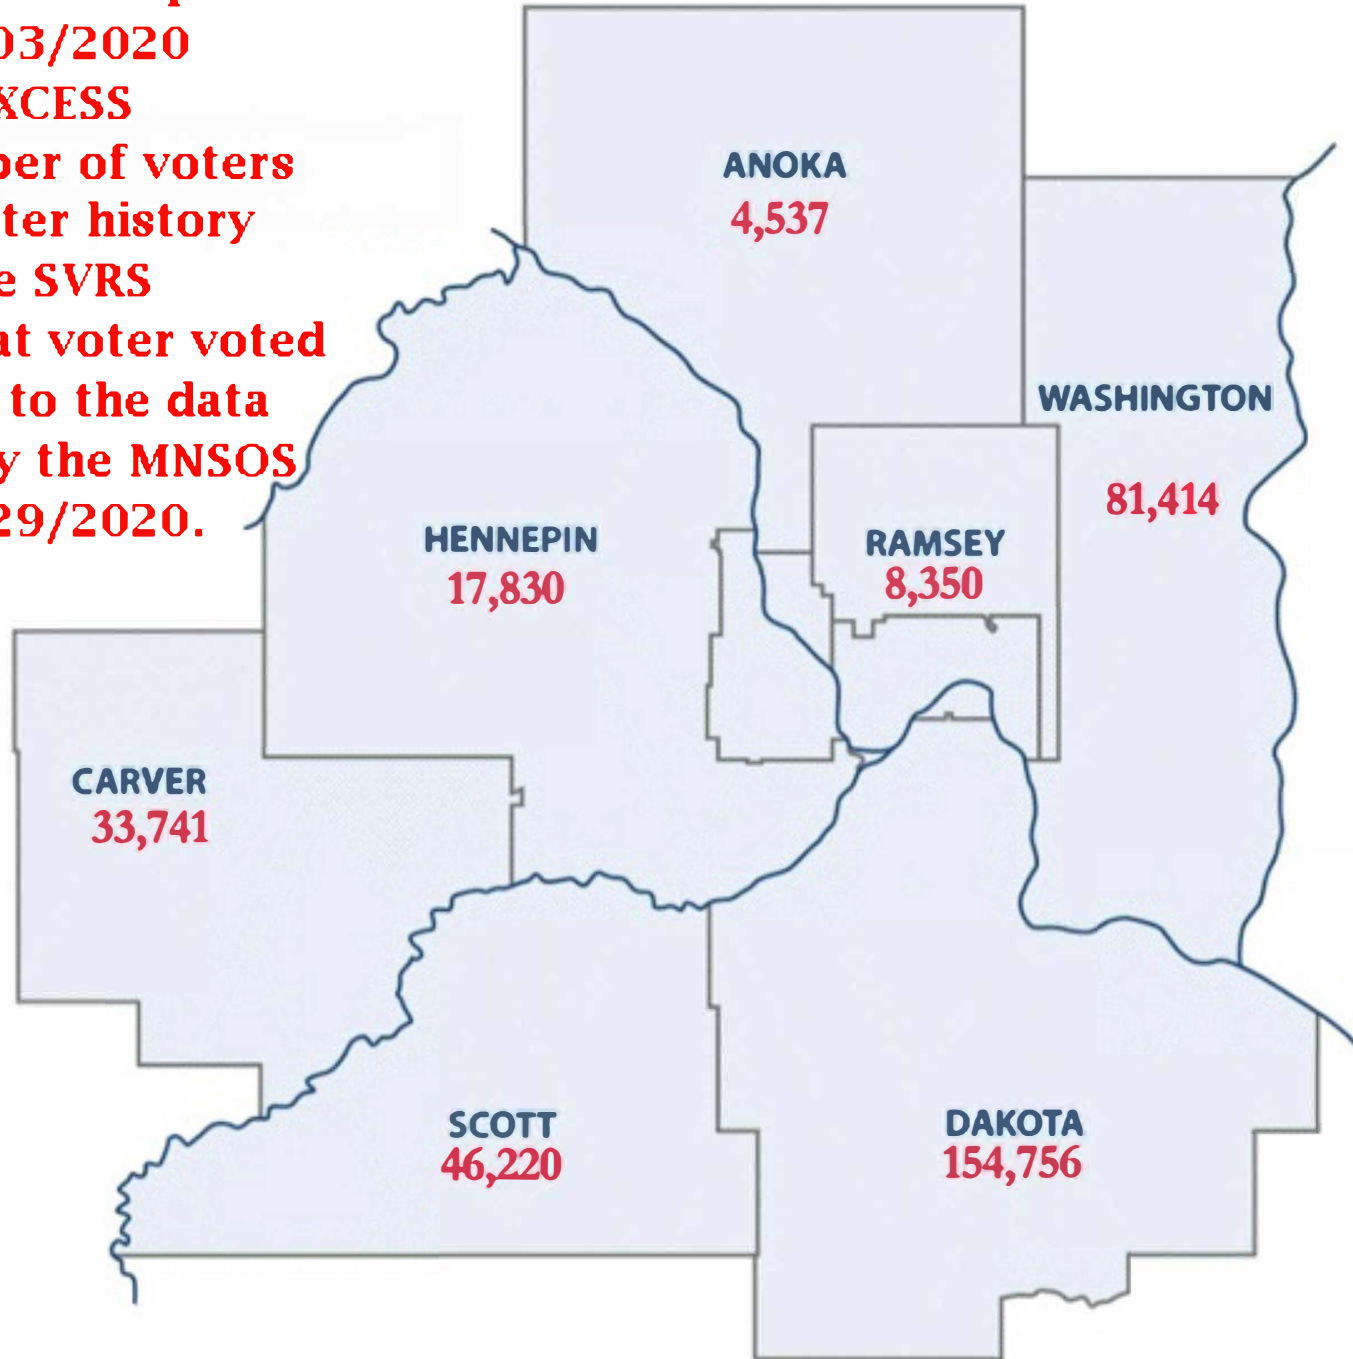 03/2020
XCESS
ber of voters
ter history
e SVRS
at voter voted
to the data
y the MNSOS
29/2020.
ANOKA
4,537
WASHINGTON
81,414
HENNEPIN
17,830
RAMSEY
8,350
CARVER
33,741
SCOTT
46,220
DAKOTA
154,756